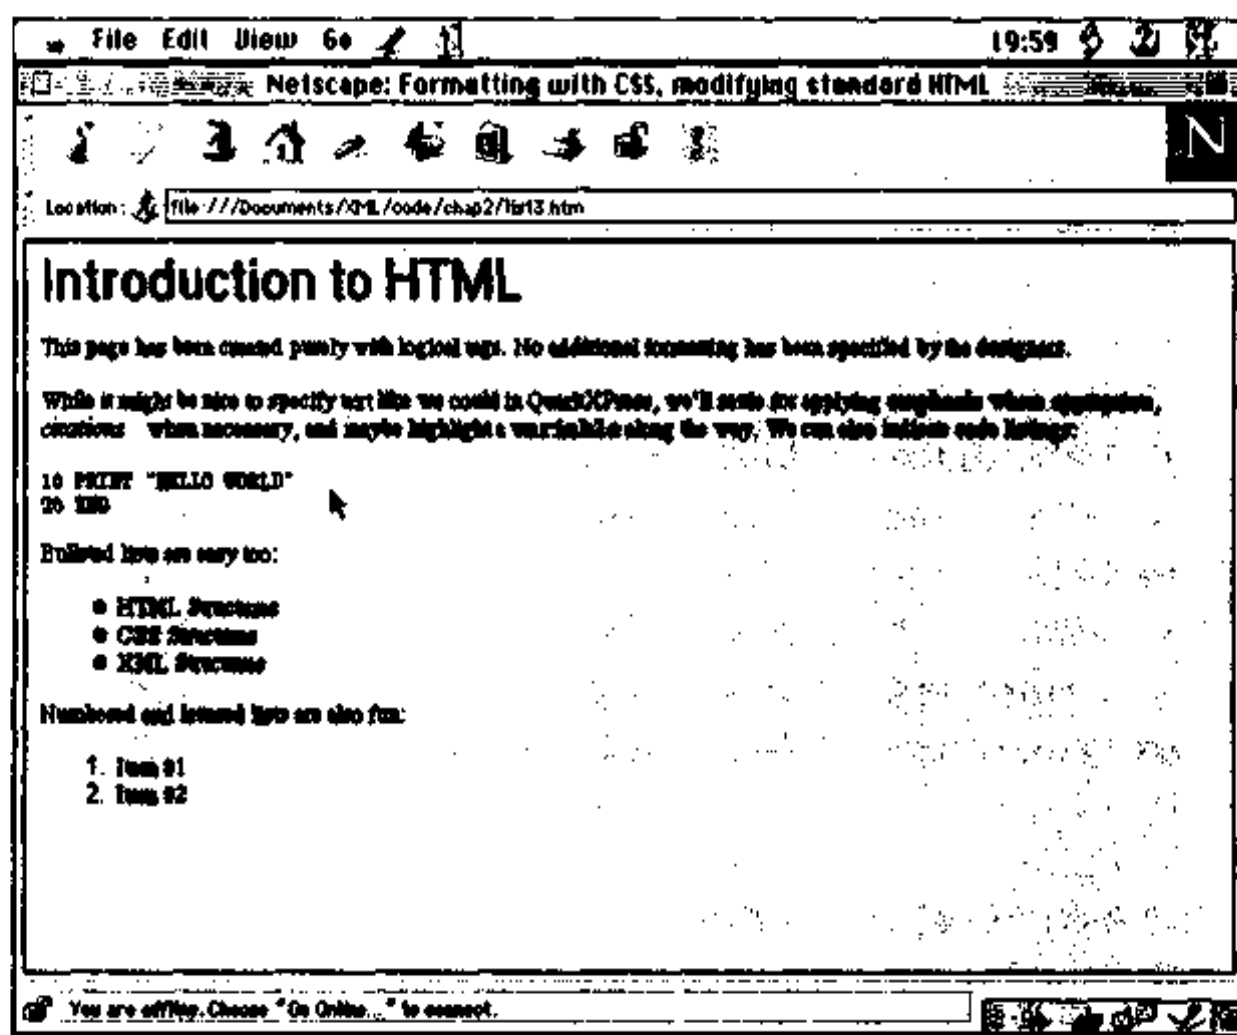 File Edit View Go
19:59
Netscape: Formatting with CSS, modifying standard HTML
N
Location: file:///Documents/XML/code/chap2/list13.htm
Introduction to HTML
This page has been created purely with logical tags. No additional formatting has been specified by the designers.
While it might be nice to specify text like we could in QuarkXPress, we'll settle for applying emphasis where appropriate,
citations when necessary, and maybe highlight a variable along the way. We can also indicate code listings:
10 PRINT "HELLO WORLD"
20 END
Bulleted lists are easy too:
HTML Structure
CSS Structure
XML Structure
Numbered and lettered lists are also fun:
1. Item #1
2. Item #2
You are offline. Choose "Go Online..." to connect.